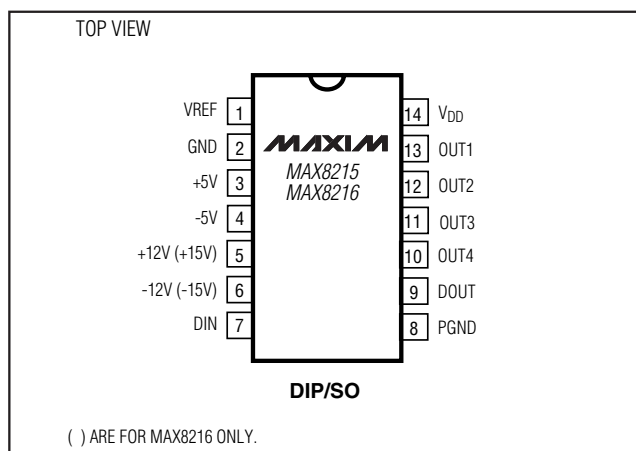 TOP VIEW
VREF 1
GND 2
+5V 3
-5V 4
+12V (+15V) 5
-12V (-15V) 6
DIN 7
MAXIM
MAX8215
MAX8216
14 VDD
13 OUT1
12 OUT2
11 OUT3
10 OUT4
9 DOUT
8 PGND
DIP/SO
( ) ARE FOR MAX8216 ONLY.